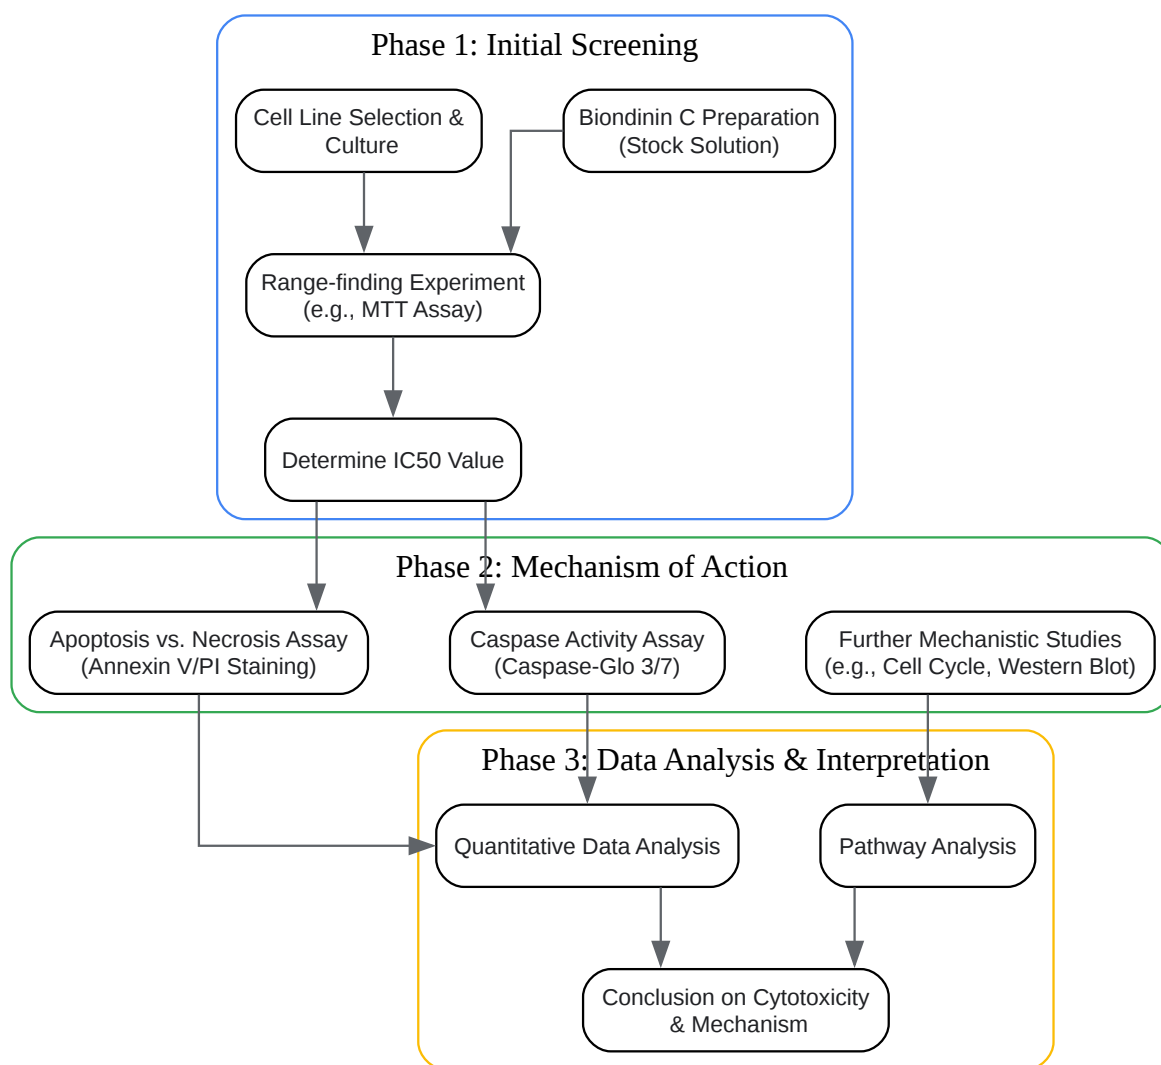 Phase 1: Initial Screening
Cell Line Selection &
Culture
Biondinin C Preparation
(Stock Solution)
Range-finding Experiment
(e.g., MTT Assay)
Determine IC50 Value
Phase 2: Mechanism of Action
Apoptosis vs. Necrosis Assay
(Annexin V/PI Staining)
Caspase Activity Assay
(Caspase-Glo 3/7)
Further Mechanistic Studies
(e.g., Cell Cycle, Western Blot)
Phase 3: Data Analysis & Interpretation
Quantitative Data Analysis
Pathway Analysis
Conclusion on Cytotoxicity
& Mechanism